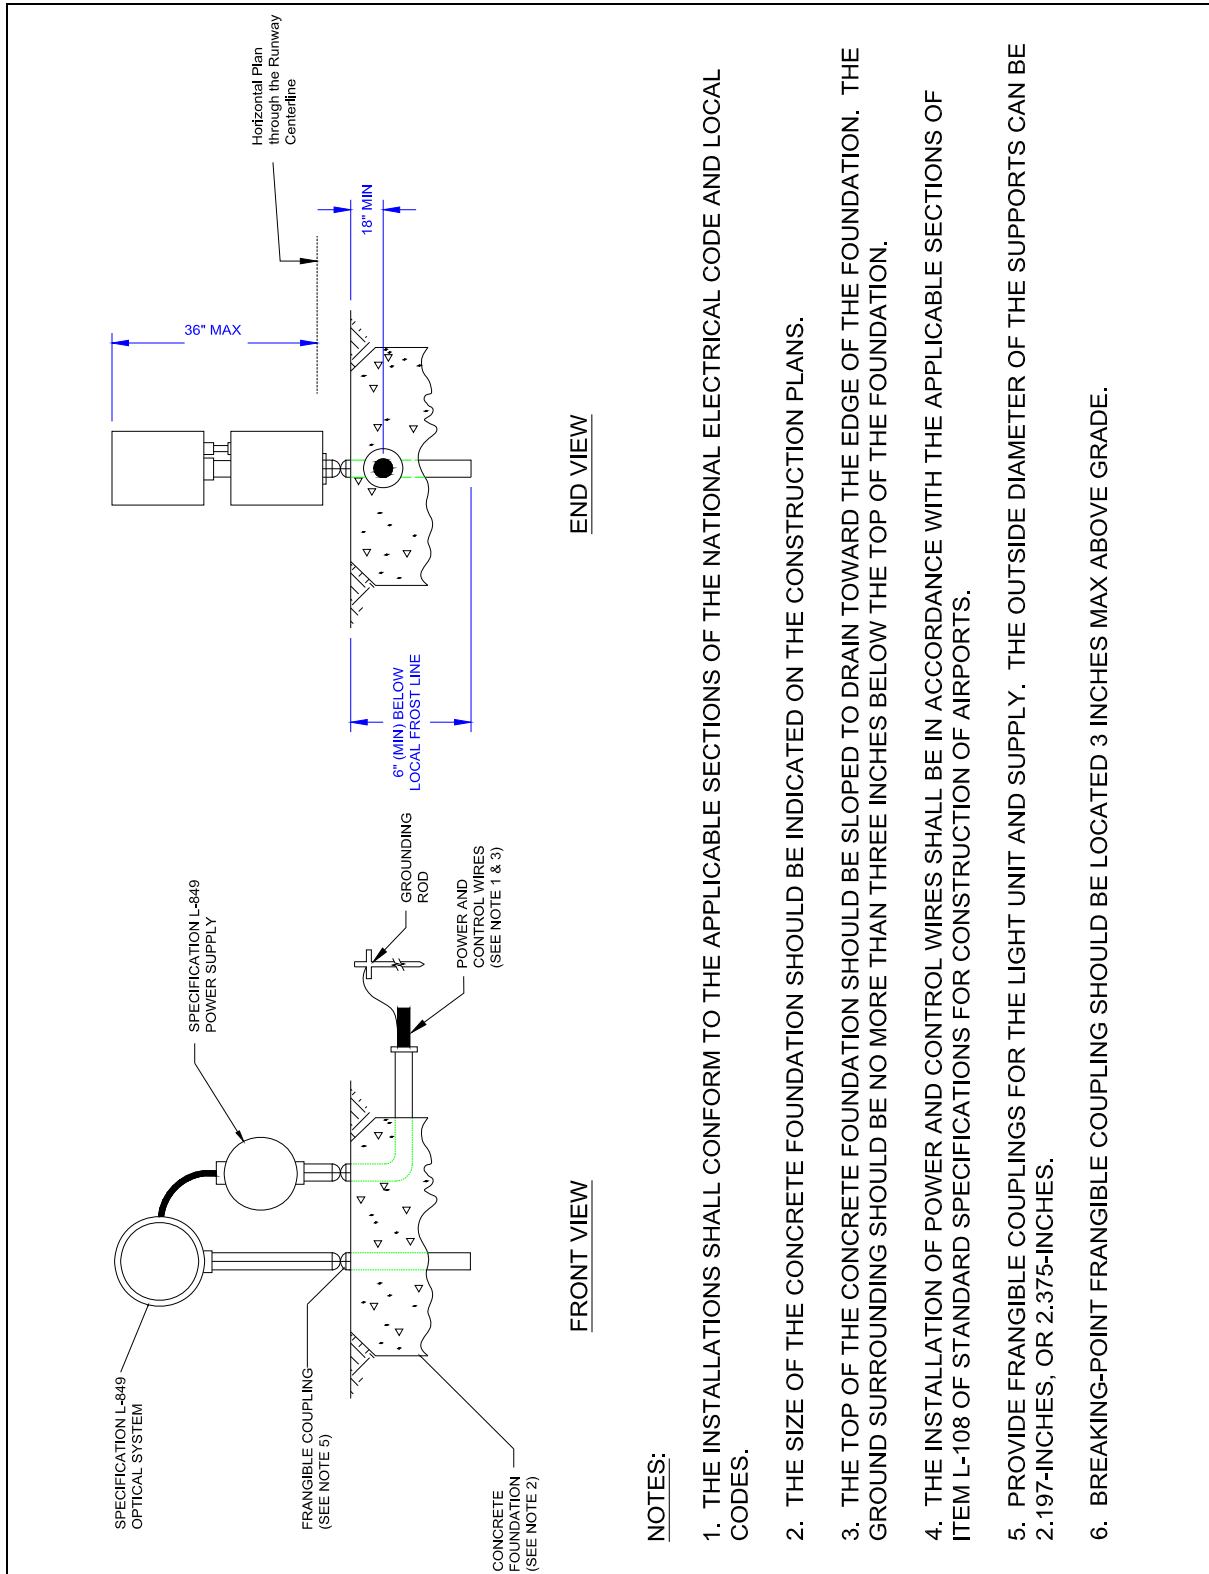 SPECIFICATION L-849
OPTICAL SYSTEM
SPECIFICATION L-849
POWER SUPPLY
FRANGIBLE COUPLING
(SEE NOTE 5)
CONCRETE
FOUNDATION
(SEE NOTE 2)
GROUNDING
ROD
POWER AND
CONTROL WIRES
(SEE NOTE 1 & 3)
FRONT VIEW
36" MAX
Horizontal Plan
through the Runway
Centerline
18" MIN
6" (MIN) BELOW
LOCAL FROST LINE
END VIEW
NOTES:
1. THE INSTALLATIONS SHALL CONFORM TO THE APPLICABLE SECTIONS OF THE NATIONAL ELECTRICAL CODE AND LOCAL
CODES.
2. THE SIZE OF THE CONCRETE FOUNDATION SHOULD BE INDICATED ON THE CONSTRUCTION PLANS.
3. THE TOP OF THE CONCRETE FOUNDATION SHOULD BE SLOPED TO DRAIN TOWARD THE EDGE OF THE FOUNDATION. THE
GROUND SURROUNDING SHOULD BE NO MORE THAN THREE INCHES BELOW THE TOP OF THE FOUNDATION.
4. THE INSTALLATION OF POWER AND CONTROL WIRES SHALL BE IN ACCORDANCE WITH THE APPLICABLE SECTIONS OF
ITEM L-108 OF STANDARD SPECIFICATIONS FOR CONSTRUCTION OF AIRPORTS.
5. PROVIDE FRANGIBLE COUPLINGS FOR THE LIGHT UNIT AND SUPPLY. THE OUTSIDE DIAMETER OF THE SUPPORTS CAN BE
2.197-INCHES, OR 2.375-INCHES.
6. BREAKING-POINT FRANGIBLE COUPLING SHOULD BE LOCATED 3 INCHES MAX ABOVE GRADE.